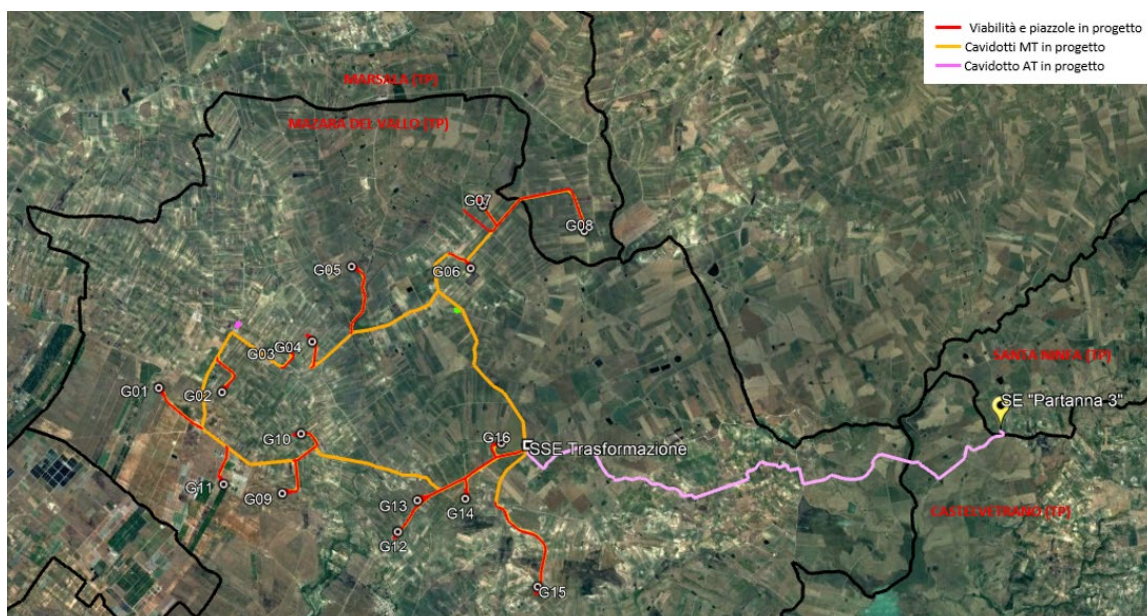 Viabilità e piazzole in progetto
Cavidotti MT in progetto
Cavidotto AT in progetto
MARSALA (TP)
MAZARA DEL VALLO (TP)
G07
G08
G05
G06
G03
G04
SANTA NINFA (TP)
G01
G02
SE "Partanna 3"
G10
G16
SSE Trasformazione
G11
G09
G13
G14
CASTELVETRANO (TP)
G12
G15